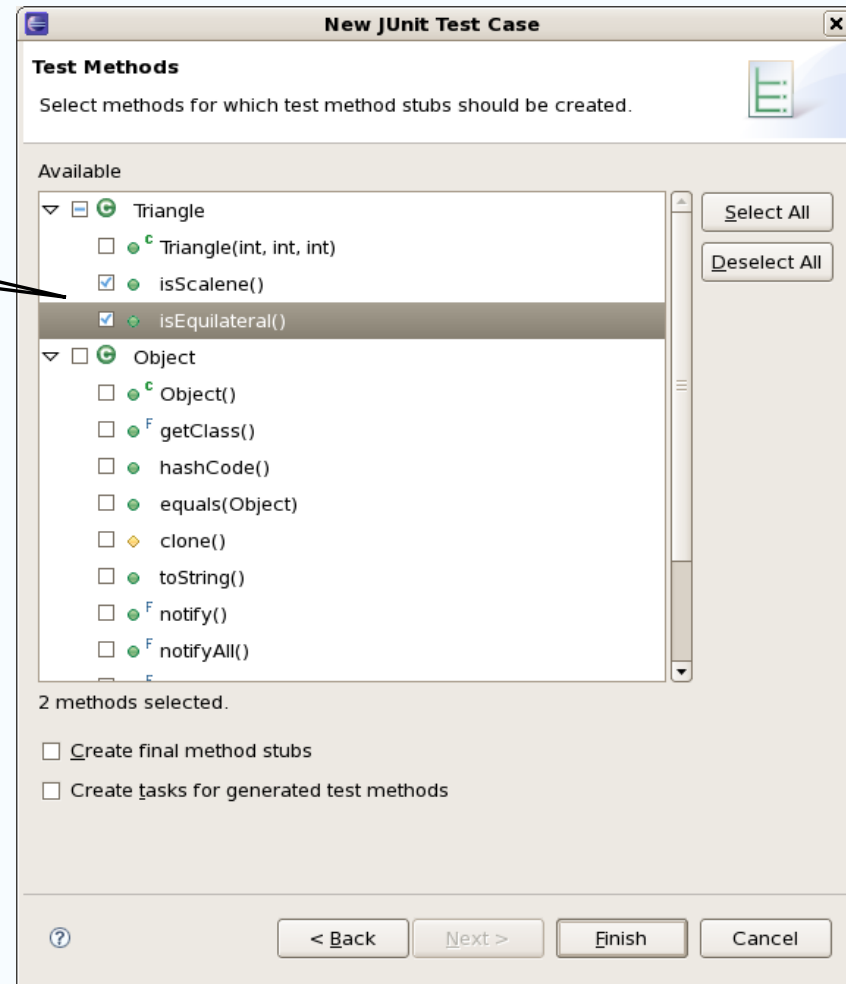 New JUnit Test Case
Test Methods
Select methods for which test method stubs should be created.
Available
Triangle
C Triangle(int, int, int)
isScalene()
isEquilateral()
Object
C Object()
F getClass()
hashCode()
equals(Object)
clone()
toString()
F notify()
F notifyAll()
F
Select All
Deselect All
2 methods selected.
Create final method stubs
Create tasks for generated test methods
< Back
Next >
Finish
Cancel